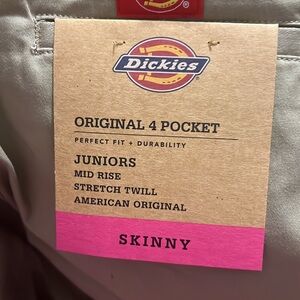 Dickies
ORIGINAL 4 POCKET
PERFECT FIT + DURABILITY
JUNIORS
MID RISE
STRETCH TWILL
AMERICAN ORIGINAL
SKINNY